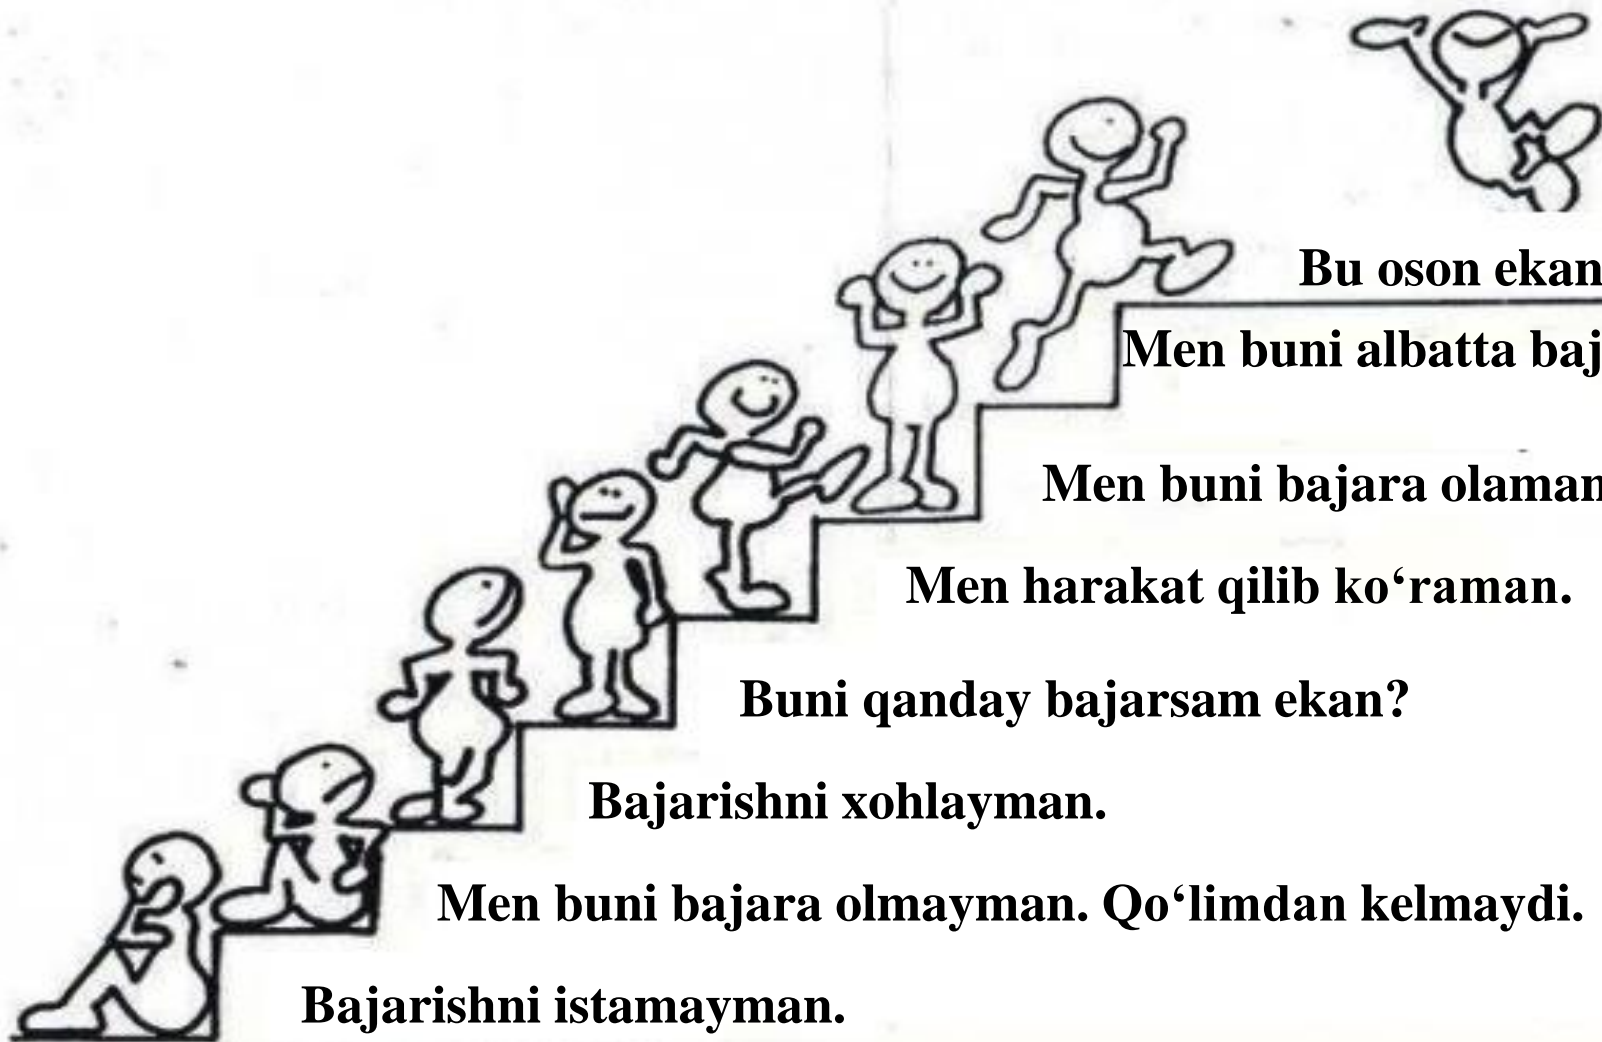 Bu oson ekan
Men buni albatta baj
Men buni bajara olaman
Men harakat qilib ko‘raman.
Buni qanday bajarsam ekan?
Bajarishni xohlayman.
Men buni bajara olmayman. Qo‘limdan kelmaydi.
Bajarishni istamayman.